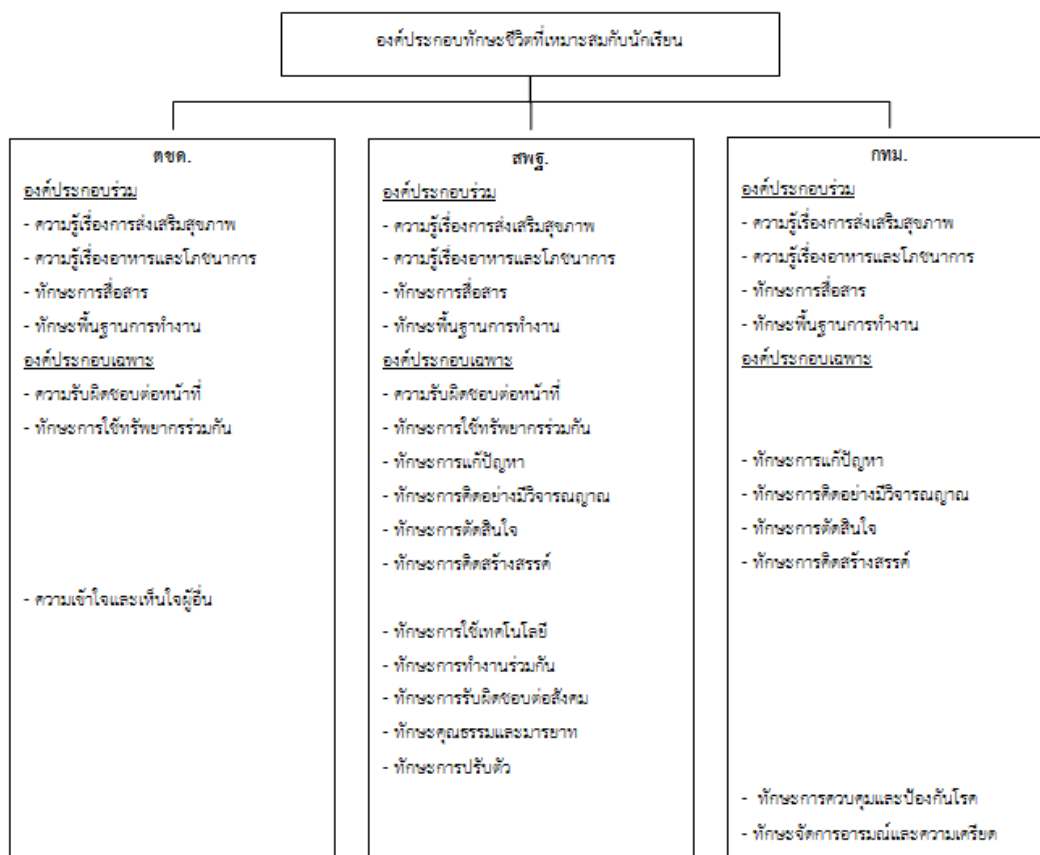 องค์ประกอบทักษะชีวิตที่เหมาะสมกับนักเรียน
ตชด.
องค์ประกอบร่วม
- ความรู้เรื่องการส่งเสริมสุขภาพ
- ความรู้เรื่องอาหารและโภชนาการ
- ทักษะการสื่อสาร
- ทักษะพื้นฐานการทำงาน
องค์ประกอบเฉพาะ
- ความรับผิดชอบต่อหน้าที่
- ทักษะการใช้ทรัพยากรร่วมกัน
- ความเข้าใจและเห็นใจผู้อื่น
สพฐ.
องค์ประกอบร่วม
- ความรู้เรื่องการส่งเสริมสุขภาพ
- ความรู้เรื่องอาหารและโภชนาการ
- ทักษะการสื่อสาร
- ทักษะพื้นฐานการทำงาน
องค์ประกอบเฉพาะ
- ความรับผิดชอบต่อหน้าที่
- ทักษะการใช้ทรัพยากรร่วมกัน
- ทักษะการแก้ปัญหา
- ทักษะการคิดอย่างมีวิจารณญาณ
- ทักษะการตัดสินใจ
- ทักษะการคิดสร้างสรรค์
- ทักษะการใช้เทคโนโลยี
- ทักษะการทำงานร่วมกัน
- ทักษะการรับผิดชอบต่อสังคม
- ทักษะคุณธรรมและมารยาท
- ทักษะการปรับตัว
กทม.
องค์ประกอบร่วม
- ความรู้เรื่องการส่งเสริมสุขภาพ
- ความรู้เรื่องอาหารและโภชนาการ
- ทักษะการสื่อสาร
- ทักษะพื้นฐานการทำงาน
องค์ประกอบเฉพาะ
- ทักษะการแก้ปัญหา
- ทักษะการคิดอย่างมีวิจารณญาณ
- ทักษะการตัดสินใจ
- ทักษะการคิดสร้างสรรค์
- ทักษะการควบคุมและป้องกันโรค
- ทักษะจัดการอารมณ์และความเครียด